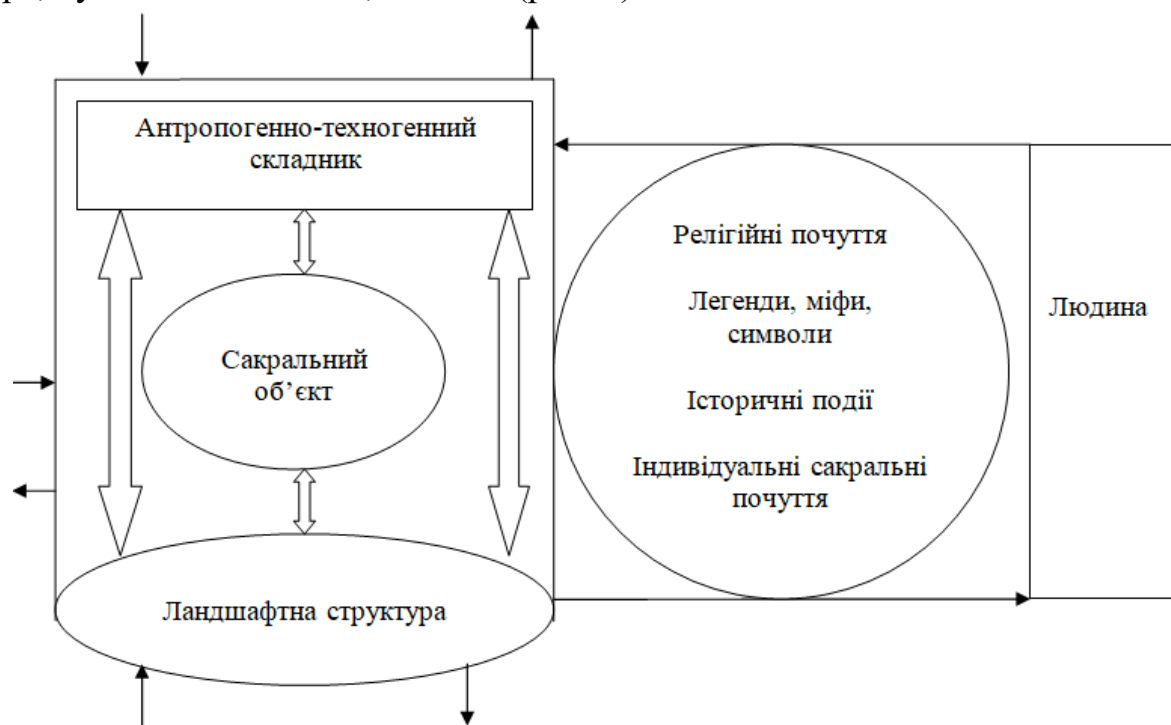 Антропогенно-техногенний
складник
Сакральний
об’єкт
Ландшафтна структура
Релігійні почуття
Легенди, міфи,
символи
Історичні події
Індивідуальні сакральні
почуття
Людина